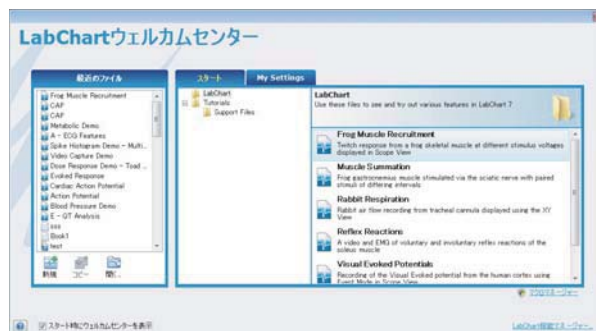 LabChartウェルカムセンター
最近のファイル
Frog Muscle Recruitment
CAP
CAP
Metabolic Demo
A - ECG Features
Spike Histogram Demo - Multi...
Video Capture Demo
Dose Response Demo - Toad ...
Evoked Response
Cardiac Action Potential
Action Potential
Blood Pressure Demo
E - QT Analysis
sss
Book1
test
新規
コピー
開く...
スタート
My Settings
LabChart
Tutorials
Support Files
LabChart
Use these files to see and try out various features in LabChart 7
Frog Muscle Recruitment
Twitch response from a frog skeletal muscle at different stimulus voltages
displayed in Scope View
Muscle Summation
Frog gastrocnemius muscle stimulated via the sciatic nerve with paired
stimuli of differing intervals
Rabbit Respiration
Rabbit air flow recording from tracheal cannula displayed using the XY
View
Reflex Reactions
A video and EMG of voluntary and involuntary reflex reactions of the
soleus muscle
Visual Evoked Potentials
Recording of the Visual Evoked potential from the human cortex using
Event Mode in Scope View
スタート時にウェルカムセンターを表示